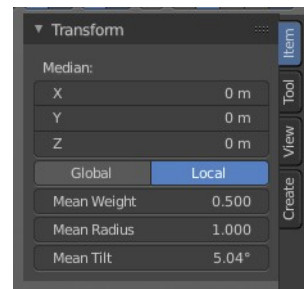 Transform
Median:
X 0 m
Y 0 m
Z 0 m
Global Local
Mean Weight 0.500
Mean Radius 1.000
Mean Tilt 5.04°
Item
Tool
View
Create